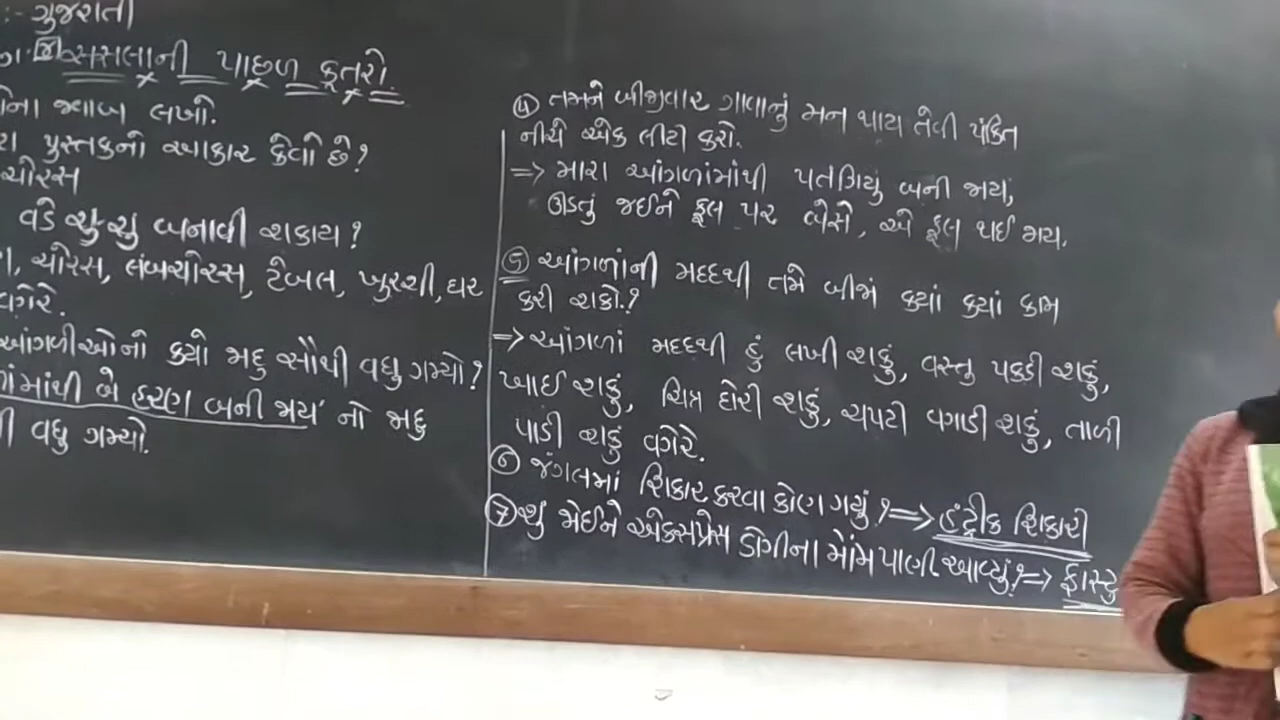 :- ગુજરાતી
સસલાની પાછળ કૂતરો.
જવાબ લખો.
પુસ્તકનો આકાર કેવો છે?
ચોરસ
વડે શુ-શુ બનાવી શકાય?
ચોરસ, લંબચોરસ, ટેબલ, ખુરશી, ઘર
વગેરે.
આંગળીઓનો કયો જાદુ સૌથી વધુ ગમ્યો?
બે હરણ બની જાય' નો જાદુ
વધુ ગમ્યો.
④ તમને બીજીવાર ગાવાનું મન થાય તેવી પંક્તિ
નીચે એક લીટી કરો.
=> મારા આંગળાંમાંથી પતંગિયું બની જાય,
ઊડતું જઈને ફૂલ પર બેસે, એ ફૂલ થઈ જાય.
⑤ આંગળાંની મદદથી તમે બીજાં કયાં કયાં કામ
કરી શકો.?
=> આંગળાં મદદથી હું લખી શકું, વસ્તુ પકડી શકું,
ખાઈ શકું, ચિત્ર દોરી શકું, ચપટી વગાડી શકું, તાળી
પાડી શકું વગેરે.
⑥ જંગલમાં શિકાર કરવા કોણ ગયું? => હંટ્રીક શિકારી
⑦ શું જોઈને એક્સપ્રેસ ડોગીના મોંમા પાણી આવ્યું? => ફાસ્ટુ